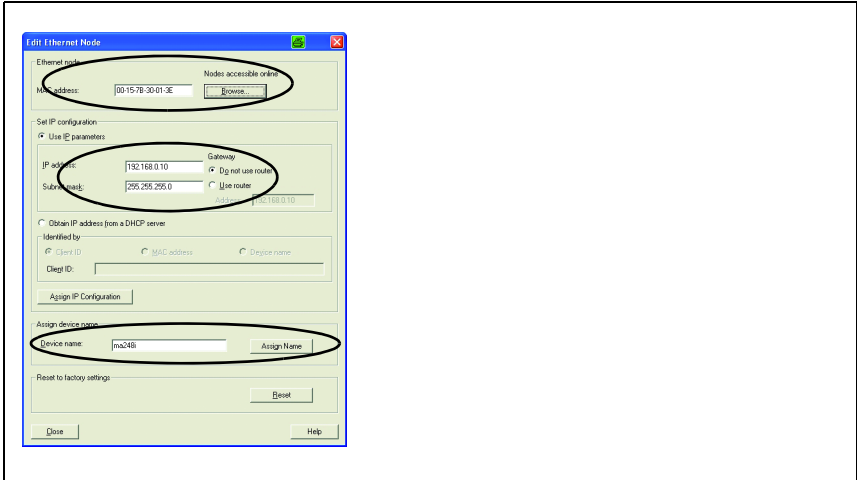 Edit Ethernet Node
Ethernet node
Nodes accessible online
MAC address: 00-15-7B-30-01-3E Browse...
Set IP configuration
Use IP parameters
Gateway
IP address: 192.168.0.10 Do not use router
Subnet mask: 255.255.255.0 Use router
Address: 192.168.0.10
Obtain IP address from a DHCP server
Identified by
Client ID MAC address Device name
Client ID:
Assign IP Configuration
Assign device name
Device name: ma248i Assign Name
Reset to factory settings
Reset
Close Help